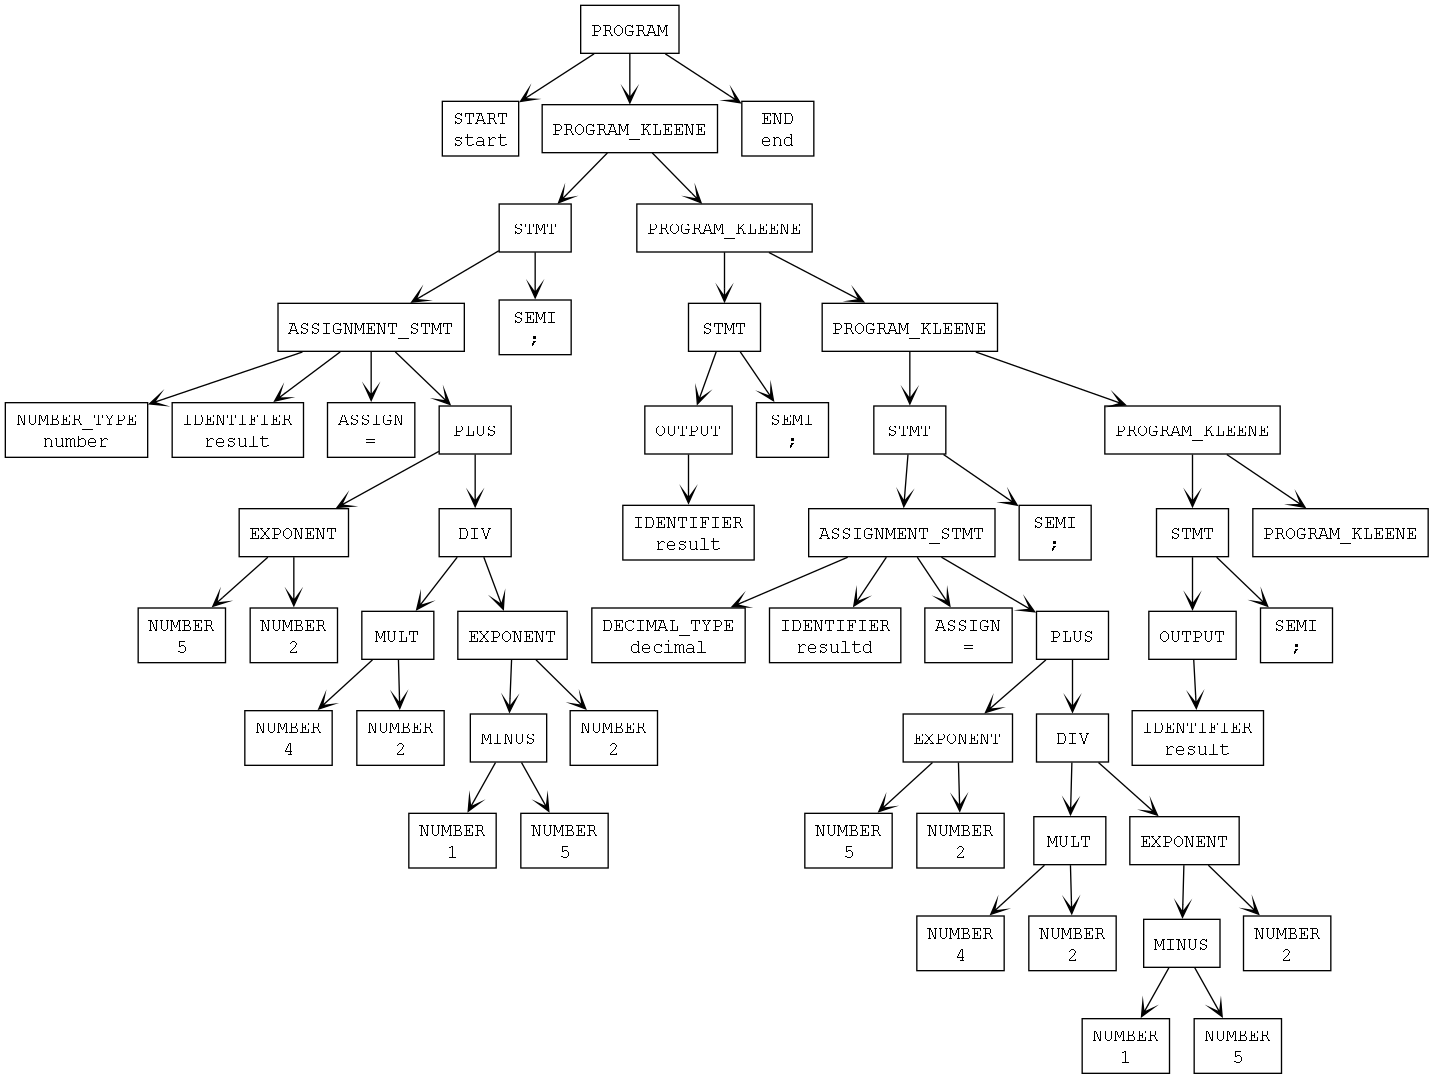 PROGRAM
START
start
PROGRAM_KLEENE
END
end
STMT
PROGRAM_KLEENE
ASSIGNMENT_STMT
SEMI
;
STMT
PROGRAM_KLEENE
NUMBER_TYPE
number
IDENTIFIER
result
ASSIGN
=
PLUS
OUTPUT
SEMI
;
STMT
PROGRAM_KLEENE
EXPONENT
DIV
IDENTIFIER
result
ASSIGNMENT_STMT
SEMI
;
STMT
PROGRAM_KLEENE
NUMBER
5
NUMBER
2
MULT
EXPONENT
DECIMAL_TYPE
decimal
IDENTIFIER
resultd
ASSIGN
=
PLUS
OUTPUT
SEMI
;
NUMBER
4
NUMBER
2
MINUS
NUMBER
2
EXPONENT
DIV
IDENTIFIER
result
NUMBER
1
NUMBER
5
NUMBER
5
NUMBER
2
MULT
EXPONENT
NUMBER
4
NUMBER
2
MINUS
NUMBER
2
NUMBER
1
NUMBER
5